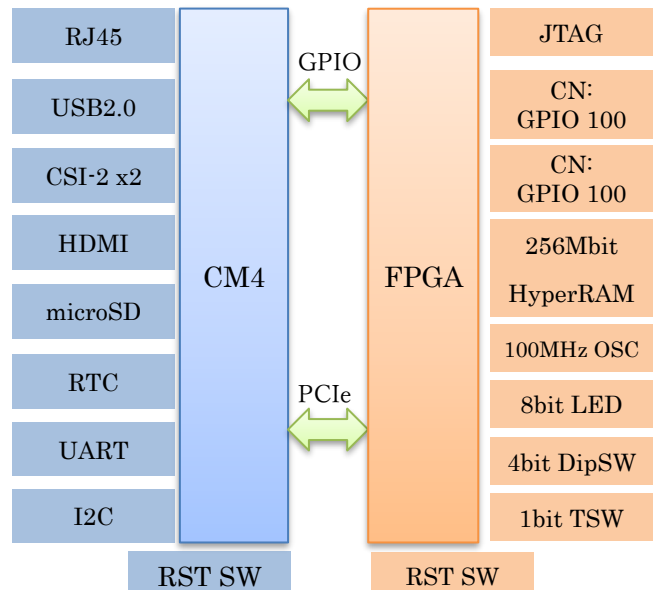 RJ45
USB2.0
CSI-2 x2
HDMI
microSD
RTC
UART
I2C
RST SW
CM4
GPIO
PCIe
FPGA
JTAG
CN:
GPIO 100
CN:
GPIO 100
256Mbit
HyperRAM
100MHz OSC
8bit LED
4bit DipSW
1bit TSW
RST SW